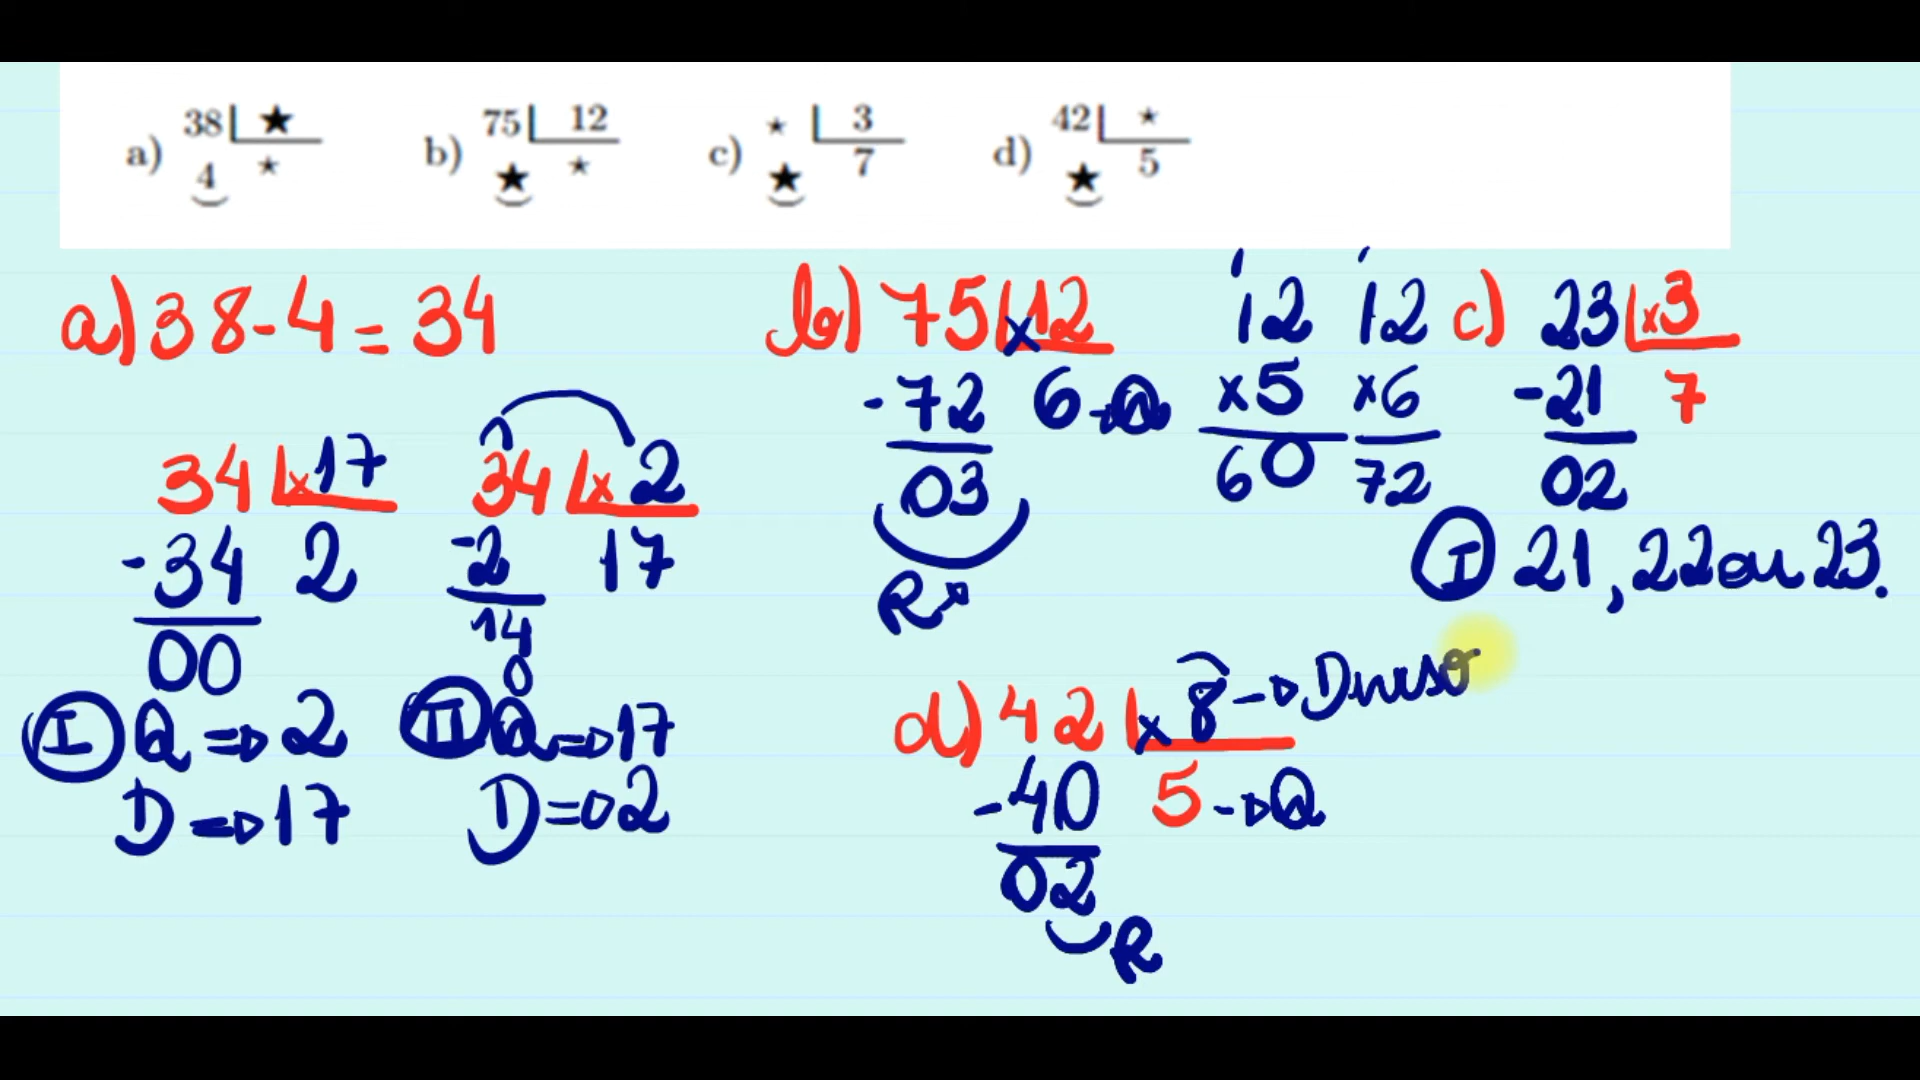 a) 38 ★ 4 ★
b) 75 12 ★ ★
c) ★ 3 ★ 7
d) 42 ★ ★ 5
a) 38-4=34
34 x 17
-34 2
00
I Q => 2
D => 17
34 x 2
-2 17
14
0
II Q => 17
D => 2
b) 75 x 12
-72 6 → Q
03
R
12
x5
60
12
x6
72
c) 23 x 3
-21 7
02
I 21, 22 ou 23.
d) 42 x 8 →
-40 5 → Q
02
R